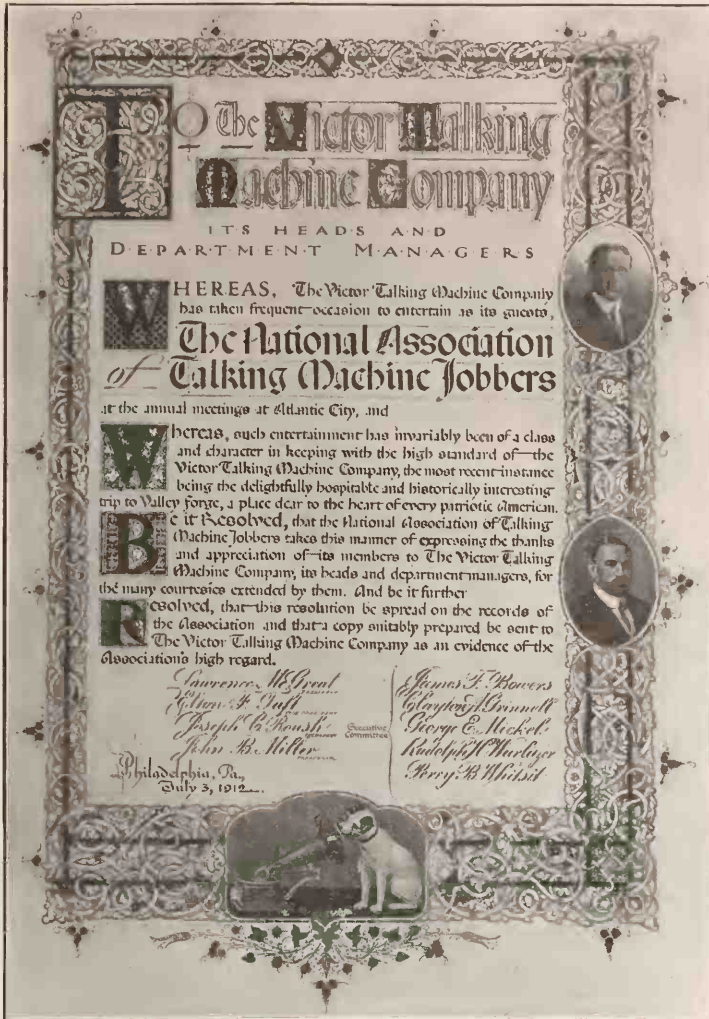 TO The Victor Talking
Machine Company
ITS HEADS AND
DEPARTMENT MANAGERS
WHEREAS, The Victor Talking Machine Company
has taken frequent occasion to entertain as its guests,
The National Association
of Talking Machine Jobbers
at the annual meetings at Atlantic City, and
Whereas, such entertainment has invariably been of a class
and character in keeping with the high standard of the
Victor Talking Machine Company, the most recent instance
being the delightfully hospitable and historically interesting
trip to Valley Forge, a place dear to the heart of every patriotic American.
Be it Resolved, that the National Association of Talking
Machine Jobbers takes this manner of expressing the thanks
and appreciation of its members to The Victor Talking
Machine Company, its heads and department managers, for
the many courtesies extended by them. And be it further
Resolved, that this resolution be spread on the records of
the Association and that a copy suitably prepared be sent to
The Victor Talking Machine Company as an evidence of the
Association's high regard.
Lawrence McGreal
F. Taft
Joseph C. Roush
John B. Miller
Executive
Committee
James F. Bowers
Clayton Grinnell
George E. Mickel
Rudolph H. Wurlitzer
Perry B. Whitsit
Philadelphia, Pa,
July 3, 1912.